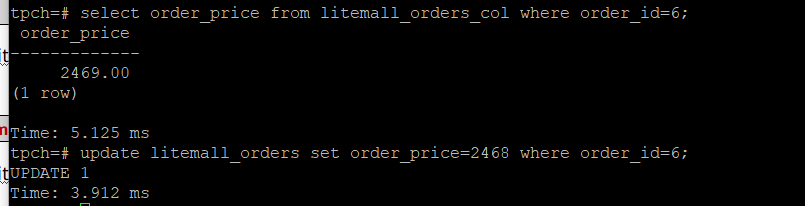 tpch=# select order_price from litemall_orders_col where order_id=6;
 order_price
-------------
     2469.00
(1 row)

Time: 5.125 ms
tpch=# update litemall_orders set order_price=2468 where order_id=6;
UPDATE 1
Time: 3.912 ms